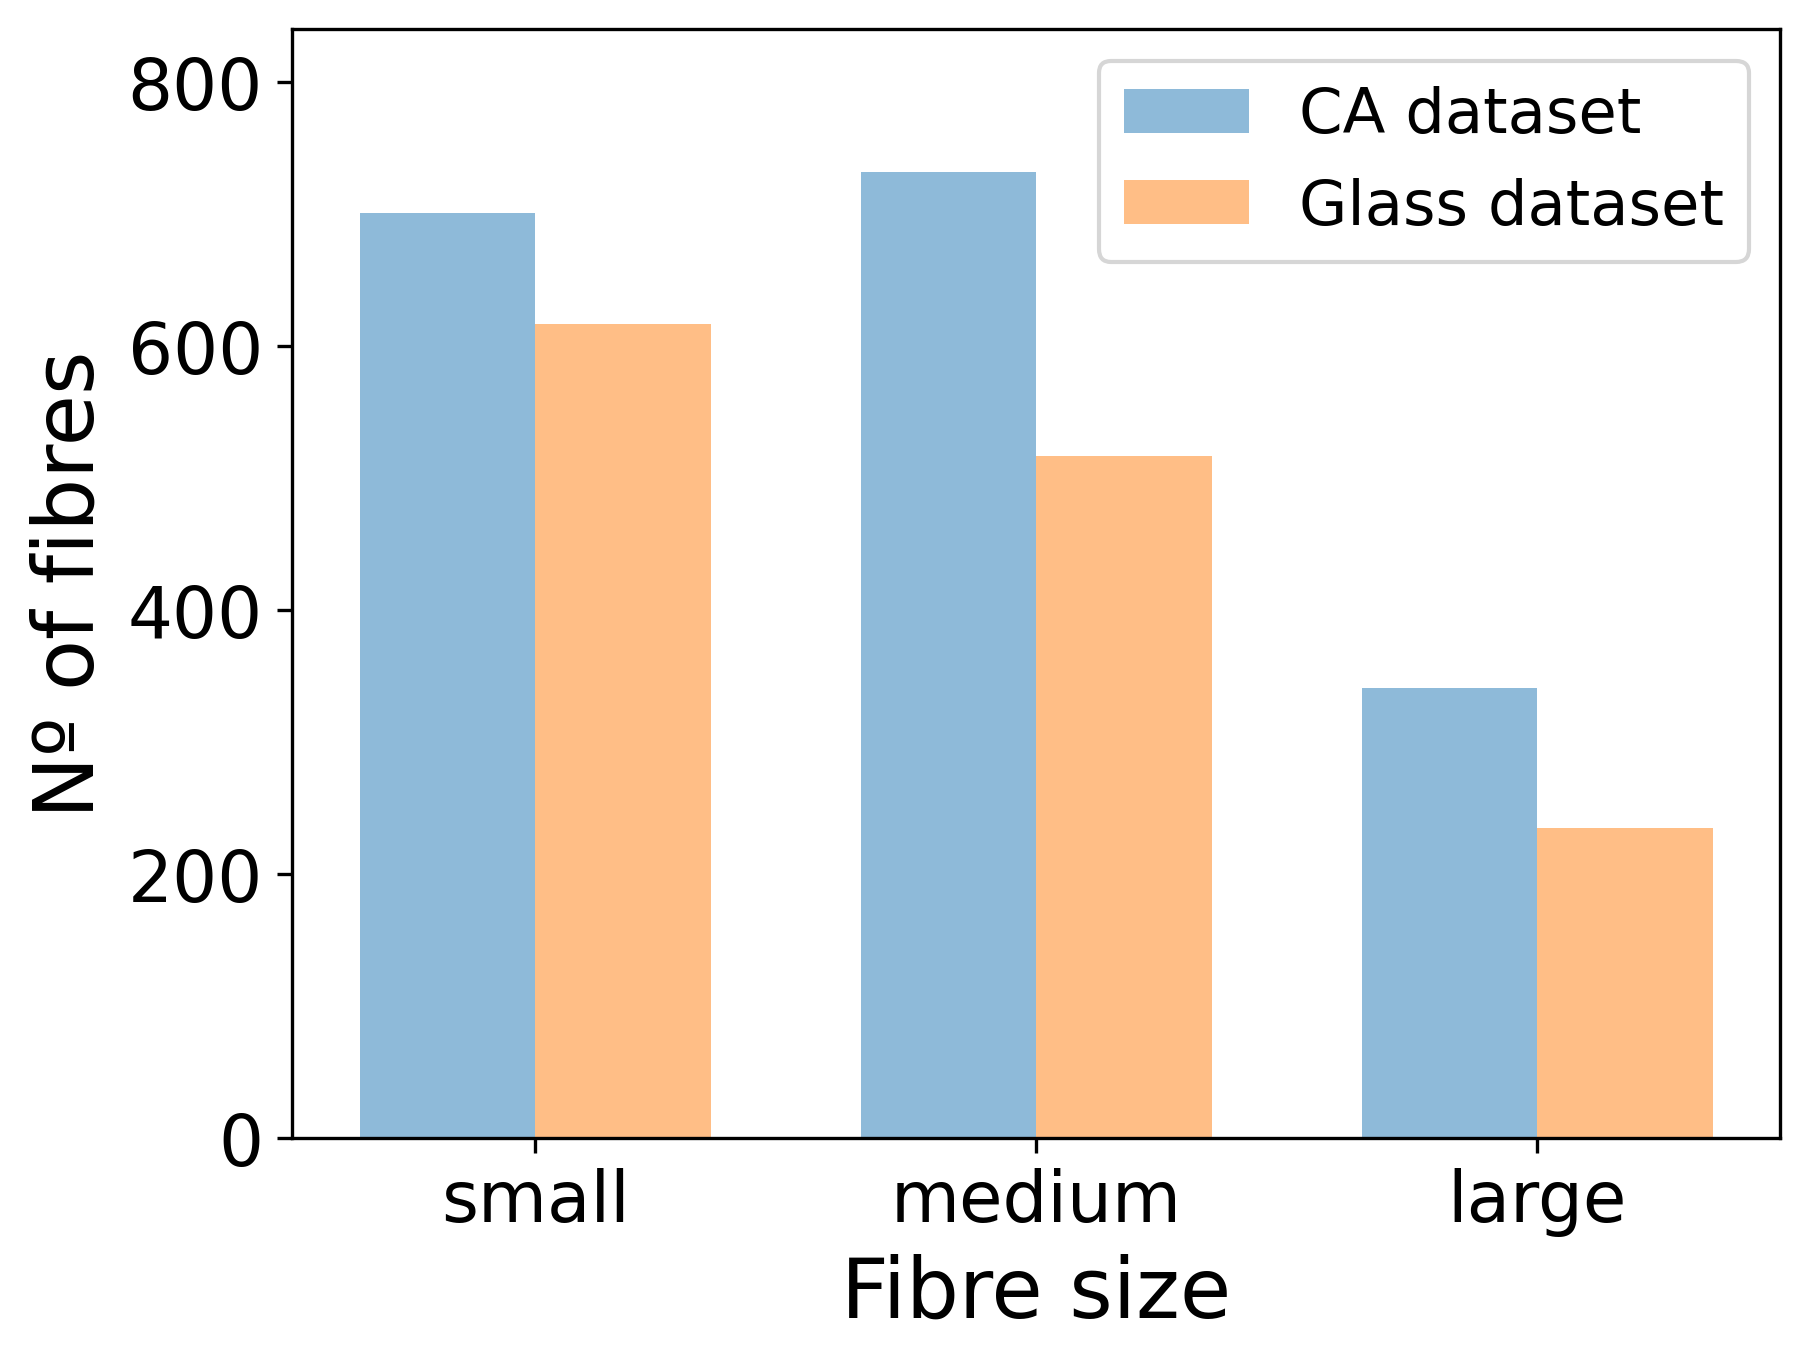 CA dataset
Glass dataset
800
600
400
200
0
Nº of fibres
small medium large
Fibre size